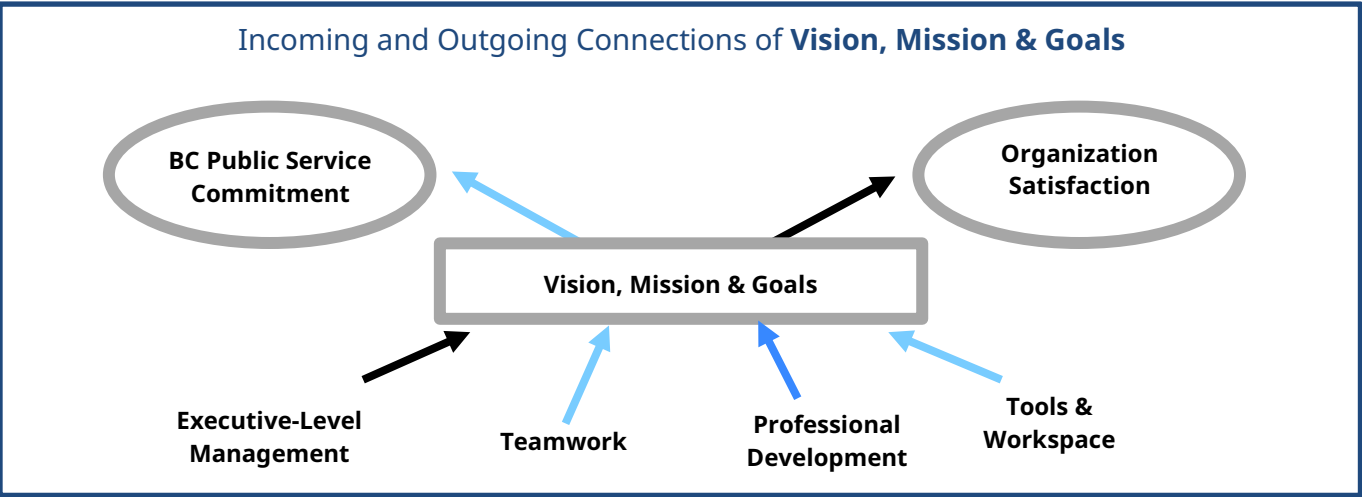 Incoming and Outgoing Connections of Vision, Mission & Goals
BC Public Service
Commitment
Organization
Satisfaction
Vision, Mission & Goals
Executive-Level
Management
Teamwork
Professional
Development
Tools &
Workspace